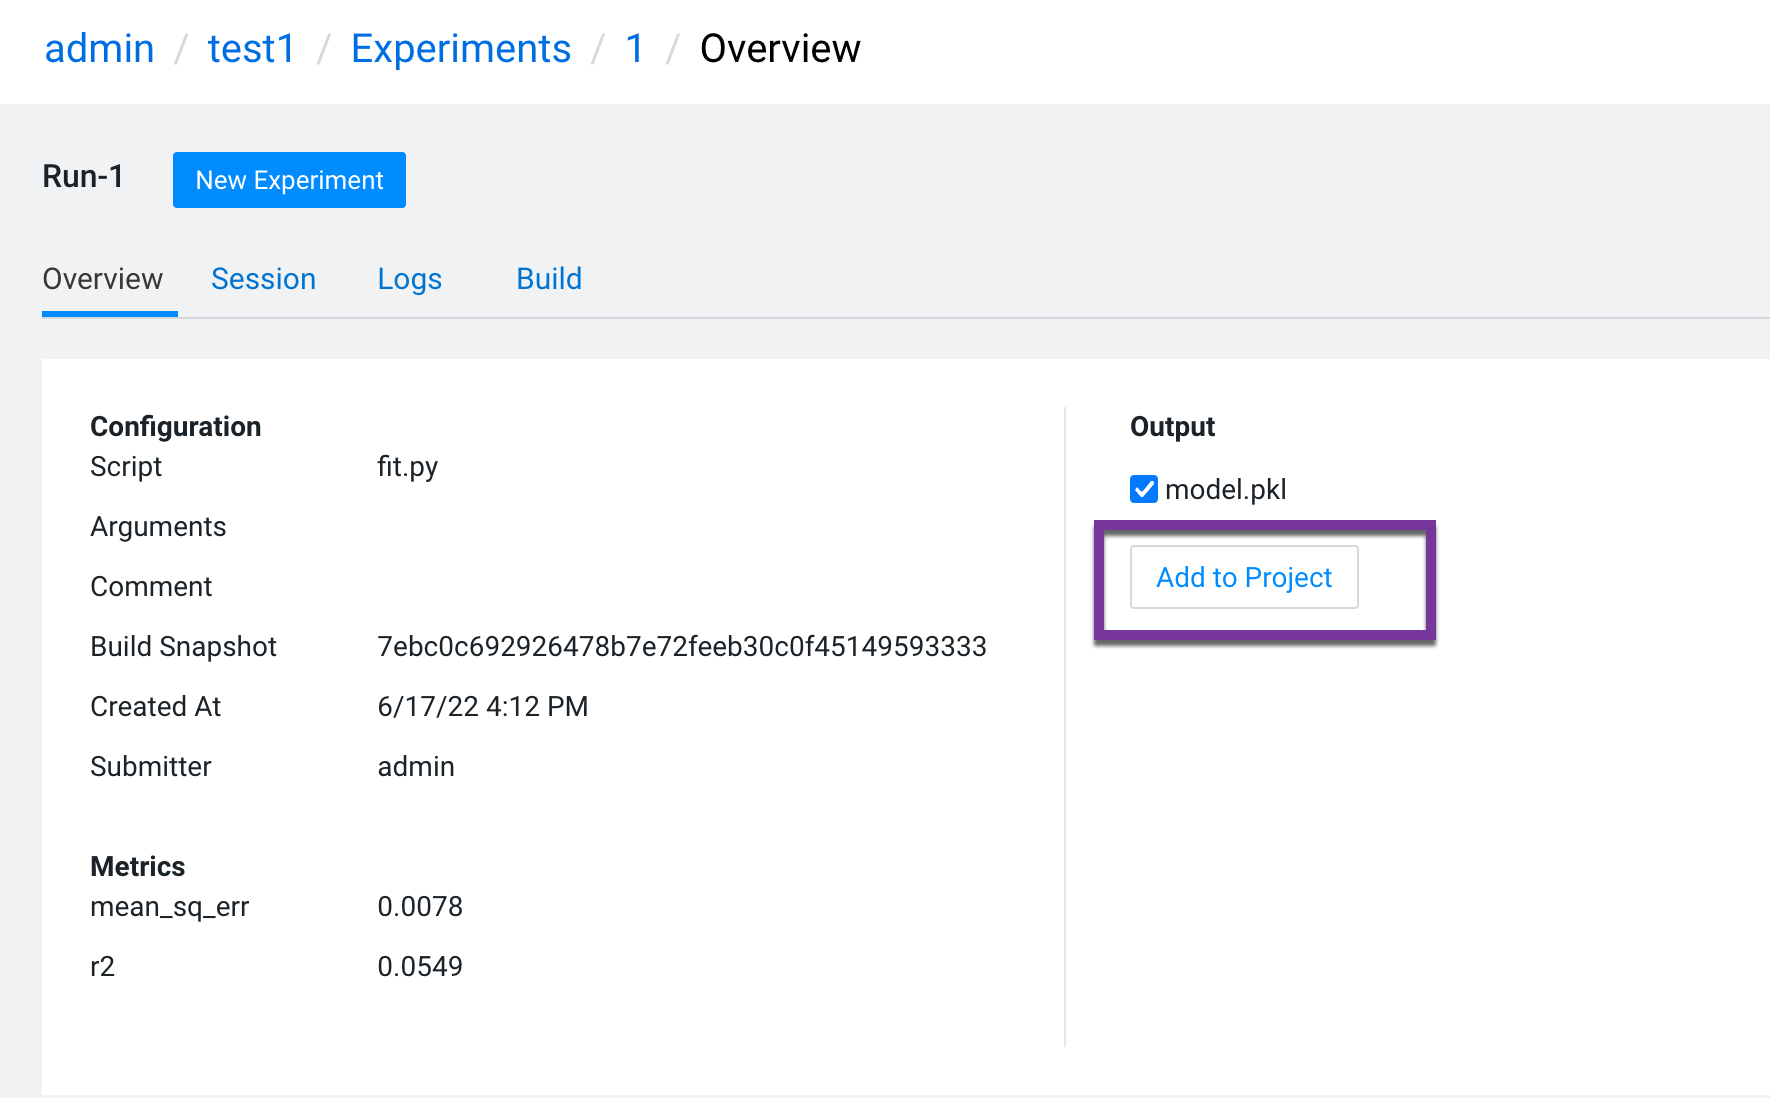 admin / test1 / Experiments / 1 / Overview
Run-1 New Experiment
Overview Session Logs Build
Configuration
Script fit.py
Arguments
Comment
Build Snapshot 7ebc0c692926478b7e72feeb30c0f45149593333
Created At 6/17/22 4:12 PM
Submitter admin
Metrics
mean_sq_err 0.0078
r2 0.0549
Output
model.pkl
Add to Project